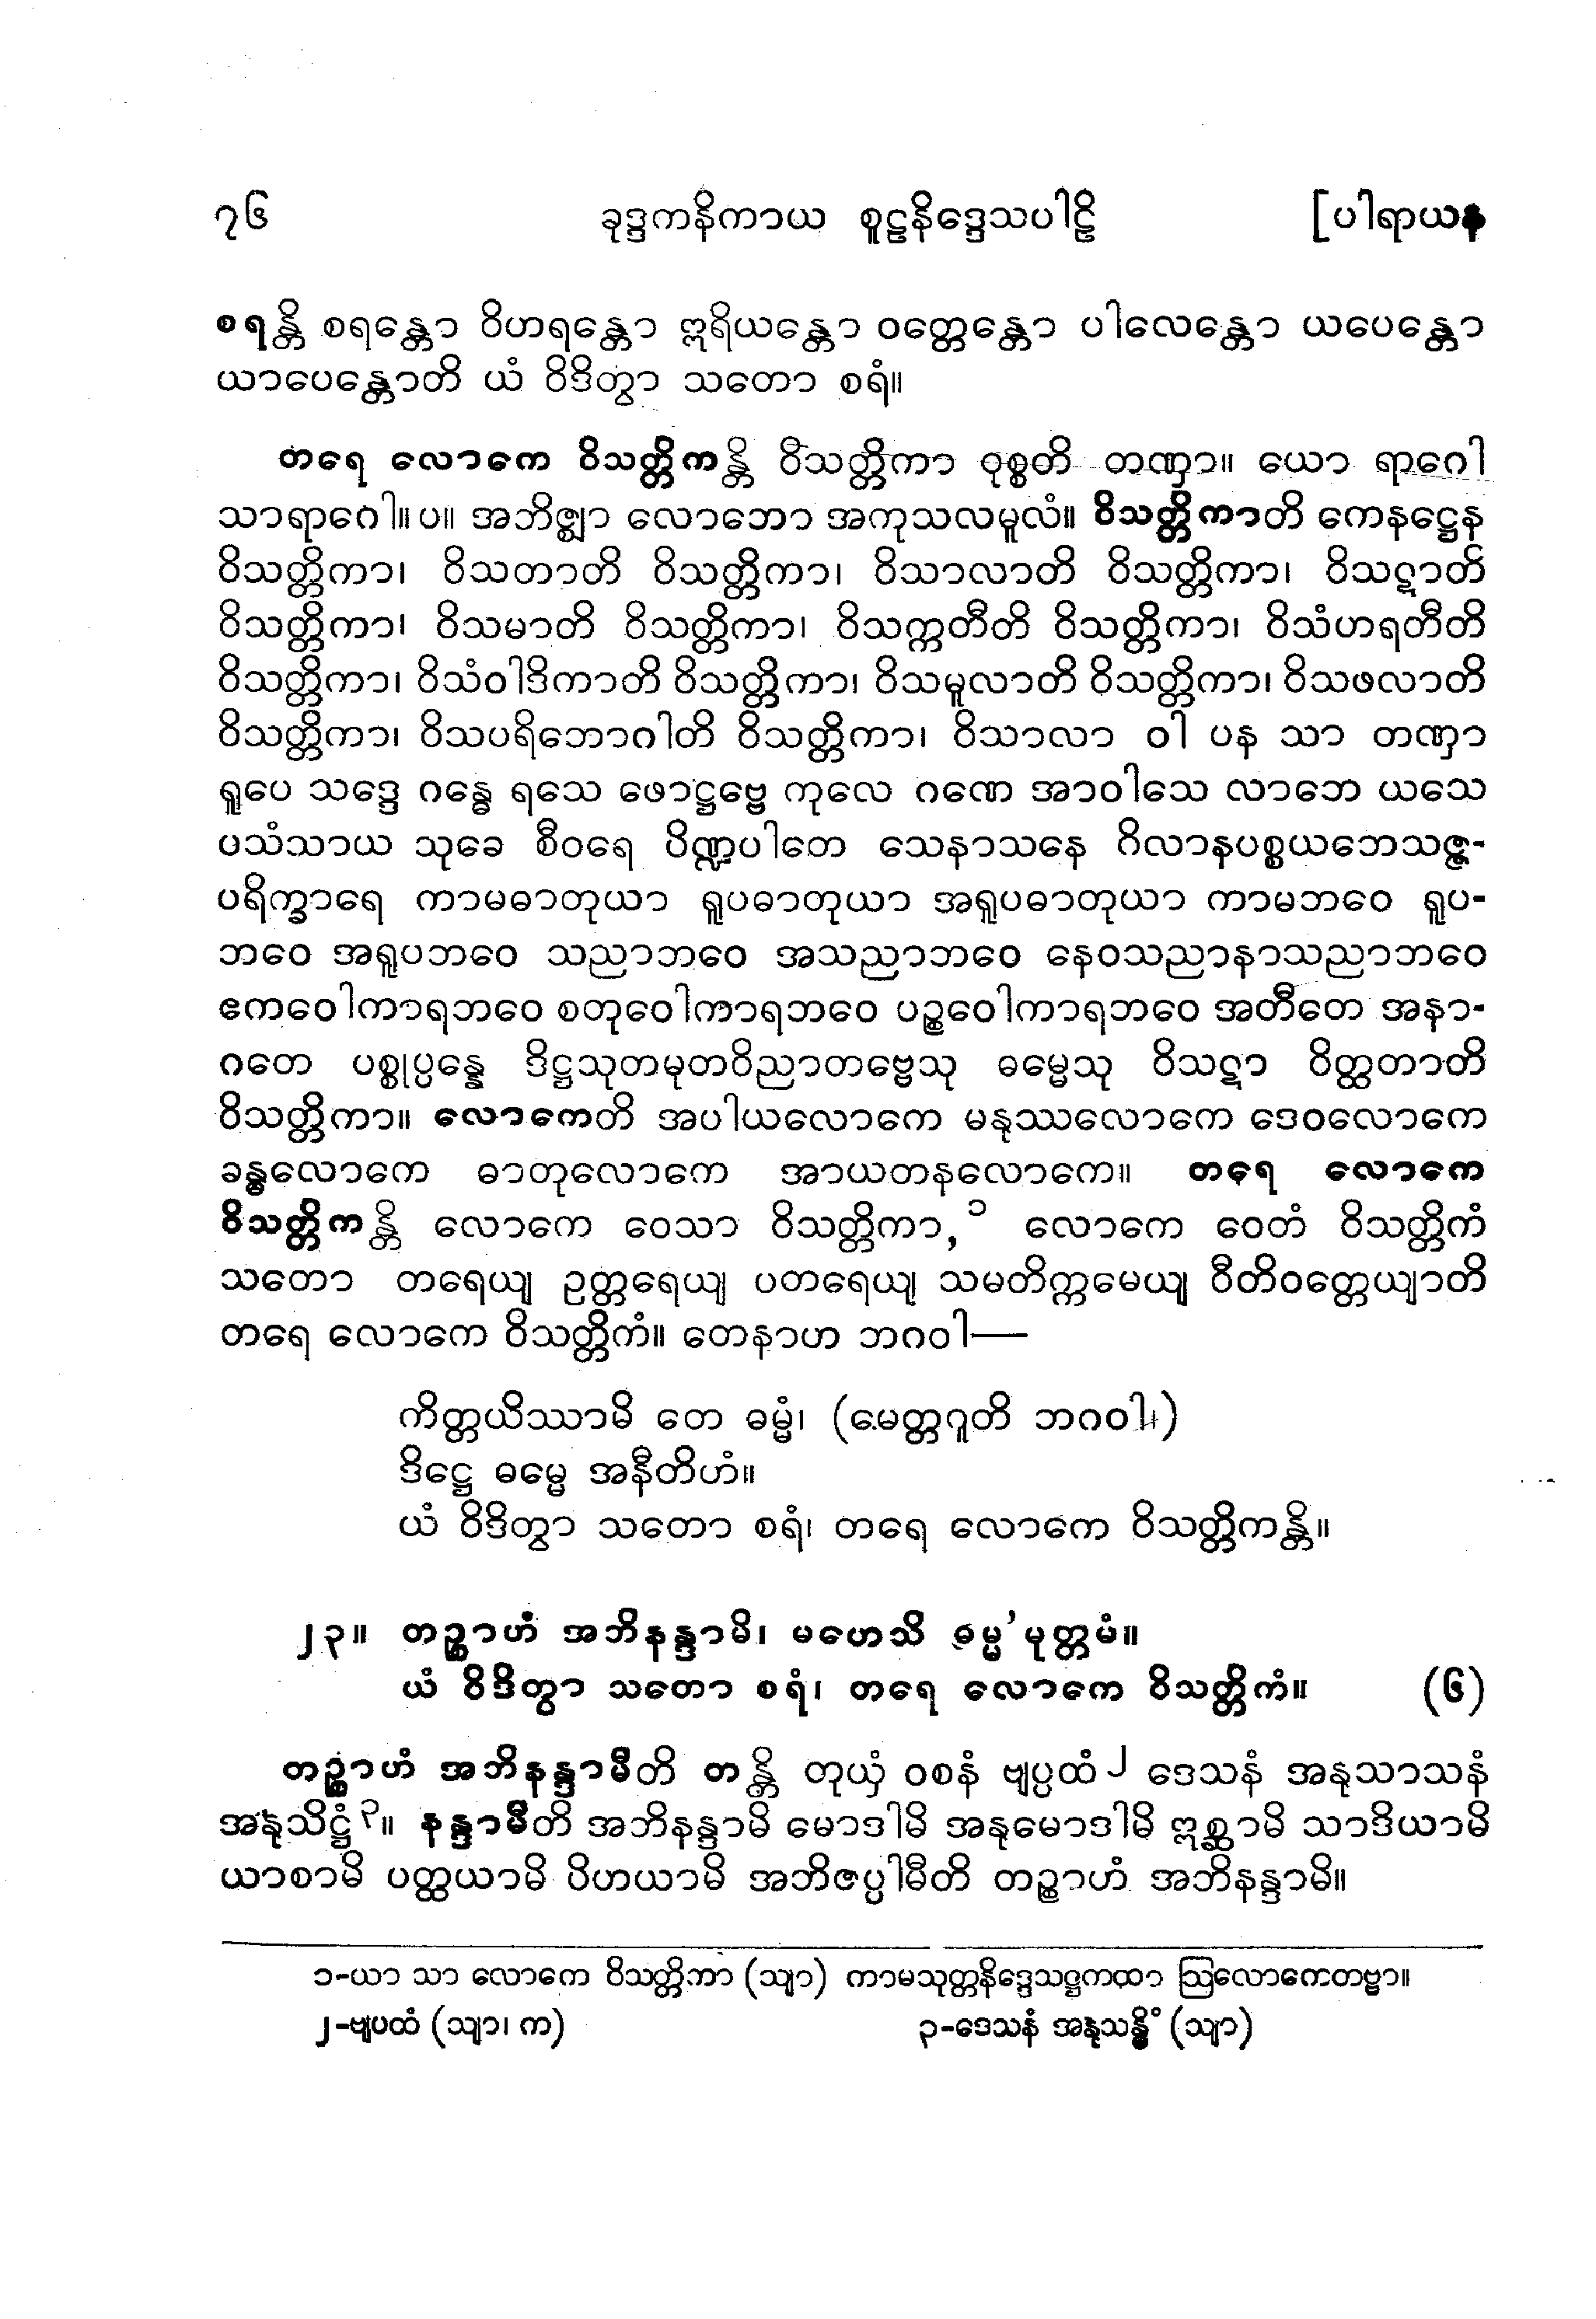 ၇၆ ခုဒ္ဒကနိကာယ စူဠနိဒ္ဒေသပါဠိ [ပါရာယန
စရန္တိ စရန္တော ဝိဟရန္တော ဣရိယန္တော ဝတ္တေန္တော ပါလေန္တော ယပေန္တော
ယာပေန္တောတိ ယံ ဝိဒိတွာ သတော စရံ။
တရေ လောကေ ဝိသတ္တိကန္တိ ဝိသတ္တိကာ ဝုစ္စတိ တဏှာ။ ယော ရာဂေါ
သာရာဂေါ။ပ။ အဘိဇ္ဈာ လောဘော အကုသလမူလံ။ ဝိသတ္တိကာတိ ကေနဋ္ဌေန
ဝိသတ္တိကာ၊ ဝိသတာတိ ဝိသတ္တိကာ၊ ဝိသာလာတိ ဝိသတ္တိကာ၊ ဝိသဋာတိ
ဝိသတ္တိကာ၊ ဝိသမာတိ ဝိသတ္တိကာ၊ ဝိသက္ကတီတိ ဝိသတ္တိကာ၊ ဝိသံဟရတီတိ
ဝိသတ္တိကာ၊ ဝိသံဝါဒိကာတိ ဝိသတ္တိကာ၊ ဝိသမူလာတိ ဝိသတ္တိကာ၊ ဝိသဖလာတိ
ဝိသတ္တိကာ၊ ဝိသပရိဘောဂါတိ ဝိသတ္တိကာ၊ ဝိသာလာ ဝါ ပန သာ တဏှာ
ရူပေ သဒ္ဒေ ဂန္ဓေ ရသေ ဖောဋ္ဌဗ္ဗေ ကုလေ ဂဏေ အာဝါသေ လာဘေ ယသေ
ပသံသာယ သုခေ စီဝရေ ပိဏ္ဍပါတေ သေနာသနေ ဂိလာနပစ္စယဘေသဇ္ဇ-
ပရိက္ခာရေ ကာမဓာတုယာ ရူပဓာတုယာ အရူပဓာတုယာ ကာမဘဝေ ရူပ-
ဘဝေ အရူပဘဝေ သညာဘဝေ အသညာဘဝေ နေဝသညာနာသညာဘဝေ
ဧကဝေါကာရဘဝေ စတုဝေါကာရဘဝေ ပဉ္စဝေါကာရဘဝေ အတီတေ အနာ-
ဂတေ ပစ္စုပ္ပန္နေ ဒိဋ္ဌသုတမုတဝိညာတဗ္ဗေသု ဓမ္မေသု ဝိသဋာ ဝိတ္ထတာတိ
ဝိသတ္တိကာ။ လောကေတိ အပါယလောကေ မနုဿလောကေ ဒေဝလောကေ
ခန္ဓလောကေ ဓာတုလောကေ အာယတနလောကေ။ တရေ လောကေ
ဝိသတ္တိကန္တိ လောကေ ဝေသာ ဝိသတ္တိကာ,၁ လောကေ ဝေတံ ဝိသတ္တိကံ
သတော တရေယျ ဥတ္တရေယျ ပတရေယျ သမတိက္ကမေယျ ဝီတိဝတ္တေယျာတိ
တရေ လောကေ ဝိသတ္တိကံ။ တေနာဟ ဘဂဝါ—
ကိတ္တယိဿာမိ တေ ဓမ္မံ၊ (မေတ္တဂူတိ ဘဂဝါ၊)
ဒိဋ္ဌေ ဓမ္မေ အနီတိဟံ။
ယံ ဝိဒိတွာ သတော စရံ၊ တရေ လောကေ ဝိသတ္တိကန္တိ။
၂၃။ တဉ္စာဟံ အဘိနန္ဒာမိ၊ မဟေသိ ဓမ္မ'မုတ္တမံ။
ယံ ဝိဒိတွာ သတော စရံ၊ တရေ လောကေ ဝိသတ္တိကံ။ (၆)
တဉ္စာဟံ အဘိနန္ဒာမီတိ တန္တိ တုယှံ ဝစနံ ဗျပ္ပထံ၂ ဒေသနံ အနုသာသနံ
အနုသိဋ္ဌံ၃။ နန္ဒာမီတိ အဘိနန္ဒာမိ မောဒါမိ အနုမောဒါမိ ဣစ္ဆာမိ သာဒိယာမိ
ယာစာမိ ပတ္ထယာမိ ပိဟယာမိ အဘိဇပ္ပါမီတိ တဉ္စာဟံ အဘိနန္ဒာမိ။
၁-ယာ သာ လောကေ ဝိသတ္တိကာ (သျာ) ကာမသုတ္တနိဒ္ဒေသဋ္ဌကထာ ဩလောကေတဗ္ဗာ။
၂-ဗျပထံ (သျာ၊ က) ၃-ဒေသနံ အနုသန္ဓိံ (သျာ)